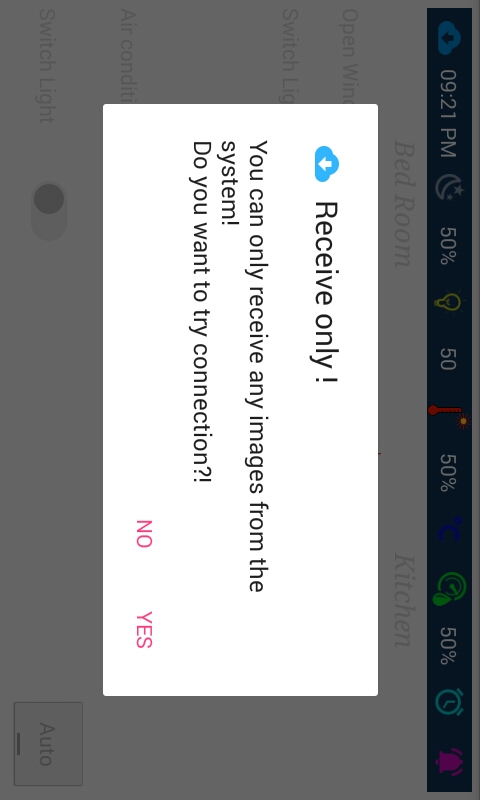 09:21 PM 50% 50 50% °C 50%
Bed Room Kitchen
Open Wind
Receive only !
Switch Lig
You can only receive any images from the
system!
Do you want to try connection?!
NO YES
Air conditi
Switch Light Auto